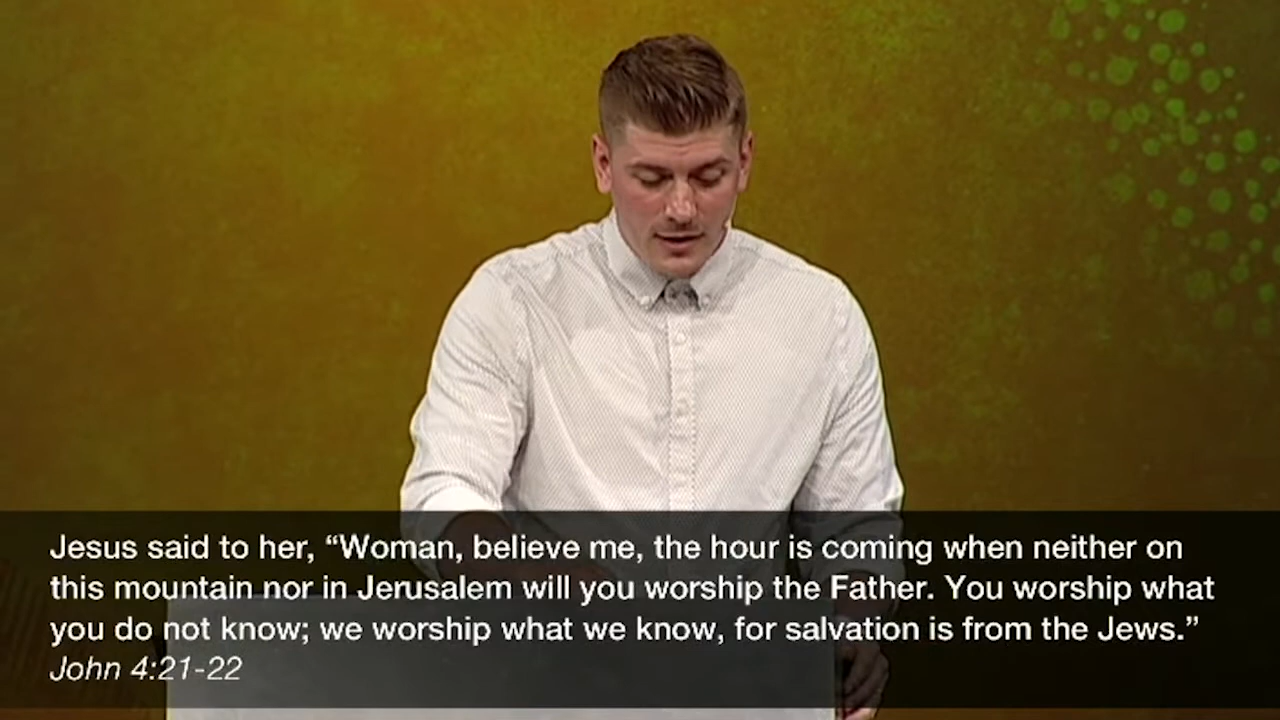 Jesus said to her, “Woman, believe me, the hour is coming when neither on
this mountain nor in Jerusalem will you worship the Father. You worship what
you do not know; we worship what we know, for salvation is from the Jews.”
John 4:21-22